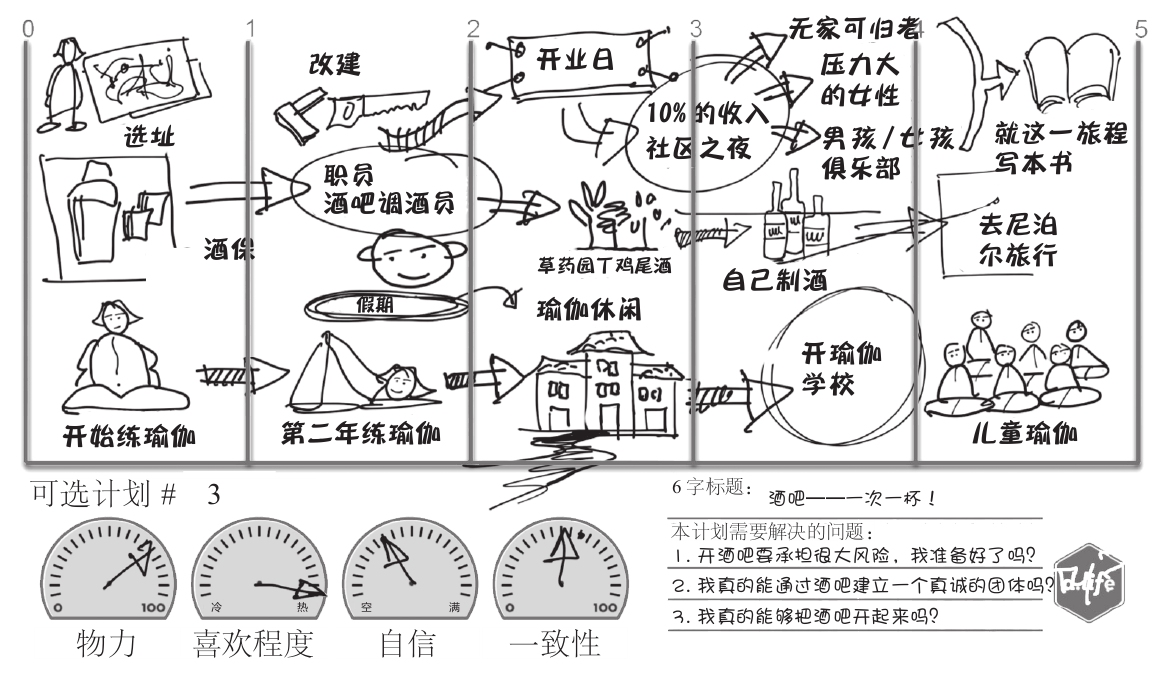 0 1 2 3 4 5
选址
改建
开业日
10%的收入
社区之夜
无家可归者
压力大
的女性
男孩/女孩
俱乐部
就这一旅程
写本书
酒保
职员
酒吧调酒员
草药园丁鸡尾酒
自己制酒
去尼泊
尔旅行
假期
瑜伽休闲
开始练瑜伽
第二年练瑜伽
开瑜伽
学校
儿童瑜伽
可选计划 # 3
6字标题: 酒吧——一次一杯!
本计划需要解决的问题:
1. 开酒吧要承担很大风险,我准备好了吗?
2. 我真的能通过酒吧建立一个真诚的团体吗?
3. 我真的能够把酒吧开起来吗?
0 100
冷 热
空 满
0 100
物力 喜欢程度 自信 一致性